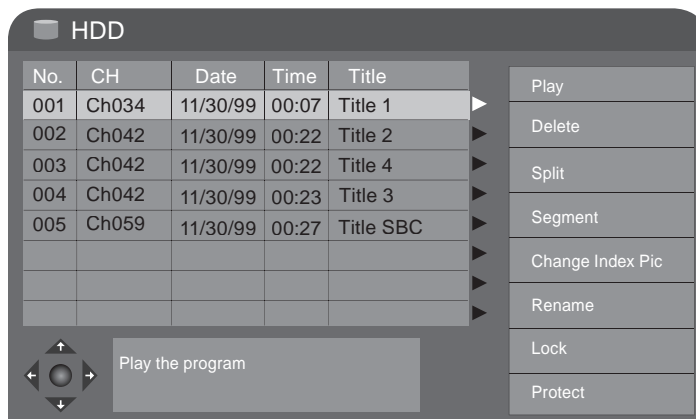 HDD
No. CH Date Time Title
001 Ch034 11/30/99 00:07 Title 1
002 Ch042 11/30/99 00:22 Title 2
003 Ch042 11/30/99 00:22 Title 4
004 Ch042 11/30/99 00:23 Title 3
005 Ch059 11/30/99 00:27 Title SBC
Play
Delete
Split
Segment
Change Index Pic
Rename
Lock
Protect
Play the program